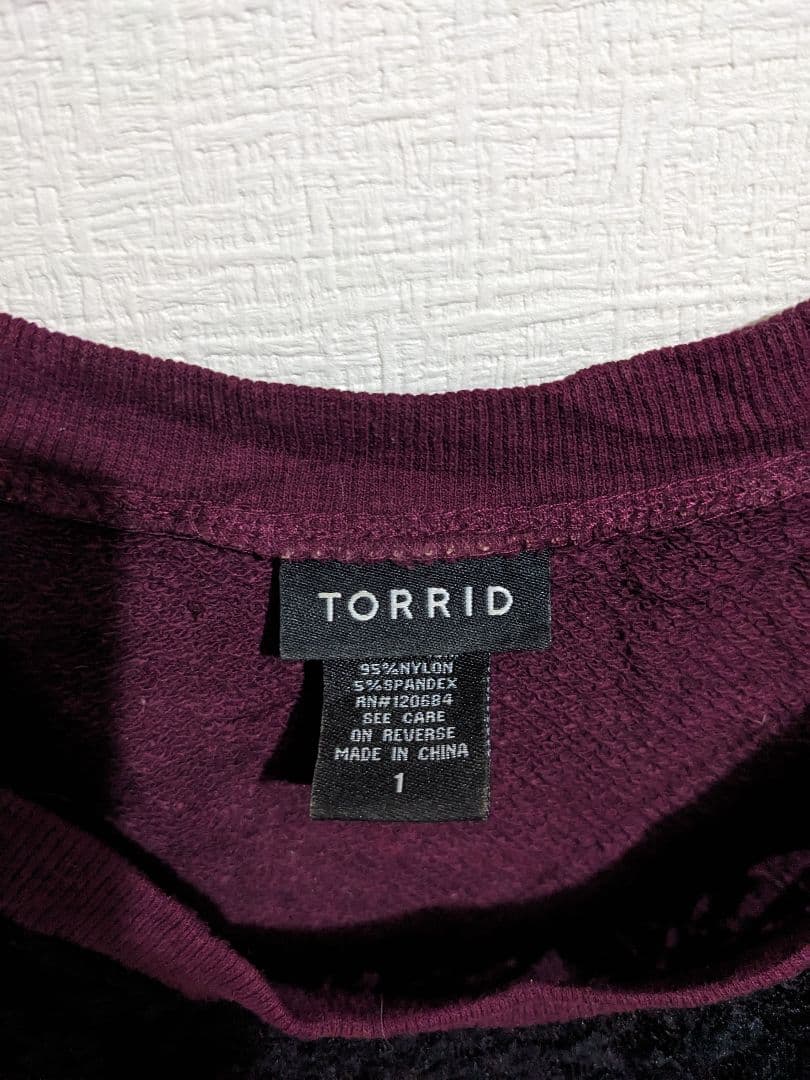 TORRID
95%NYLON
5%SPANDEX
RN#120684
SEE CARE
ON REVERSE
MADE IN CHINA
1